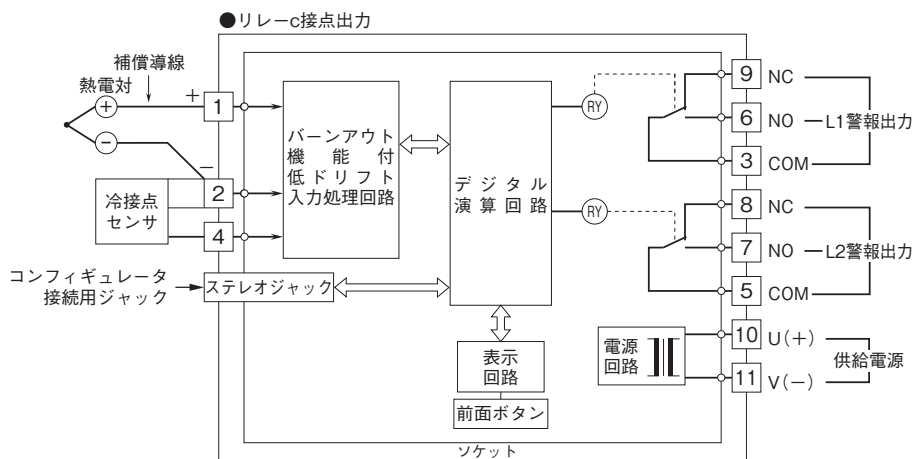 ●リレーc接点出力
補償導線
熱電対
+
−
+
−
1
2
4
冷接点
センサ
コンフィギュレータ
接続用ジャック
ステレオジャック
バーンアウト
機能付
低ドリフト
入力処理回路
デジタル
演算回路
RY
RY
表示
回路
前面ボタン
電源
回路
9 NC
6 NO L1警報出力
3 COM
8 NC
7 NO L2警報出力
5 COM
10 U(+)
供給電源
11 V(−)
ソケット